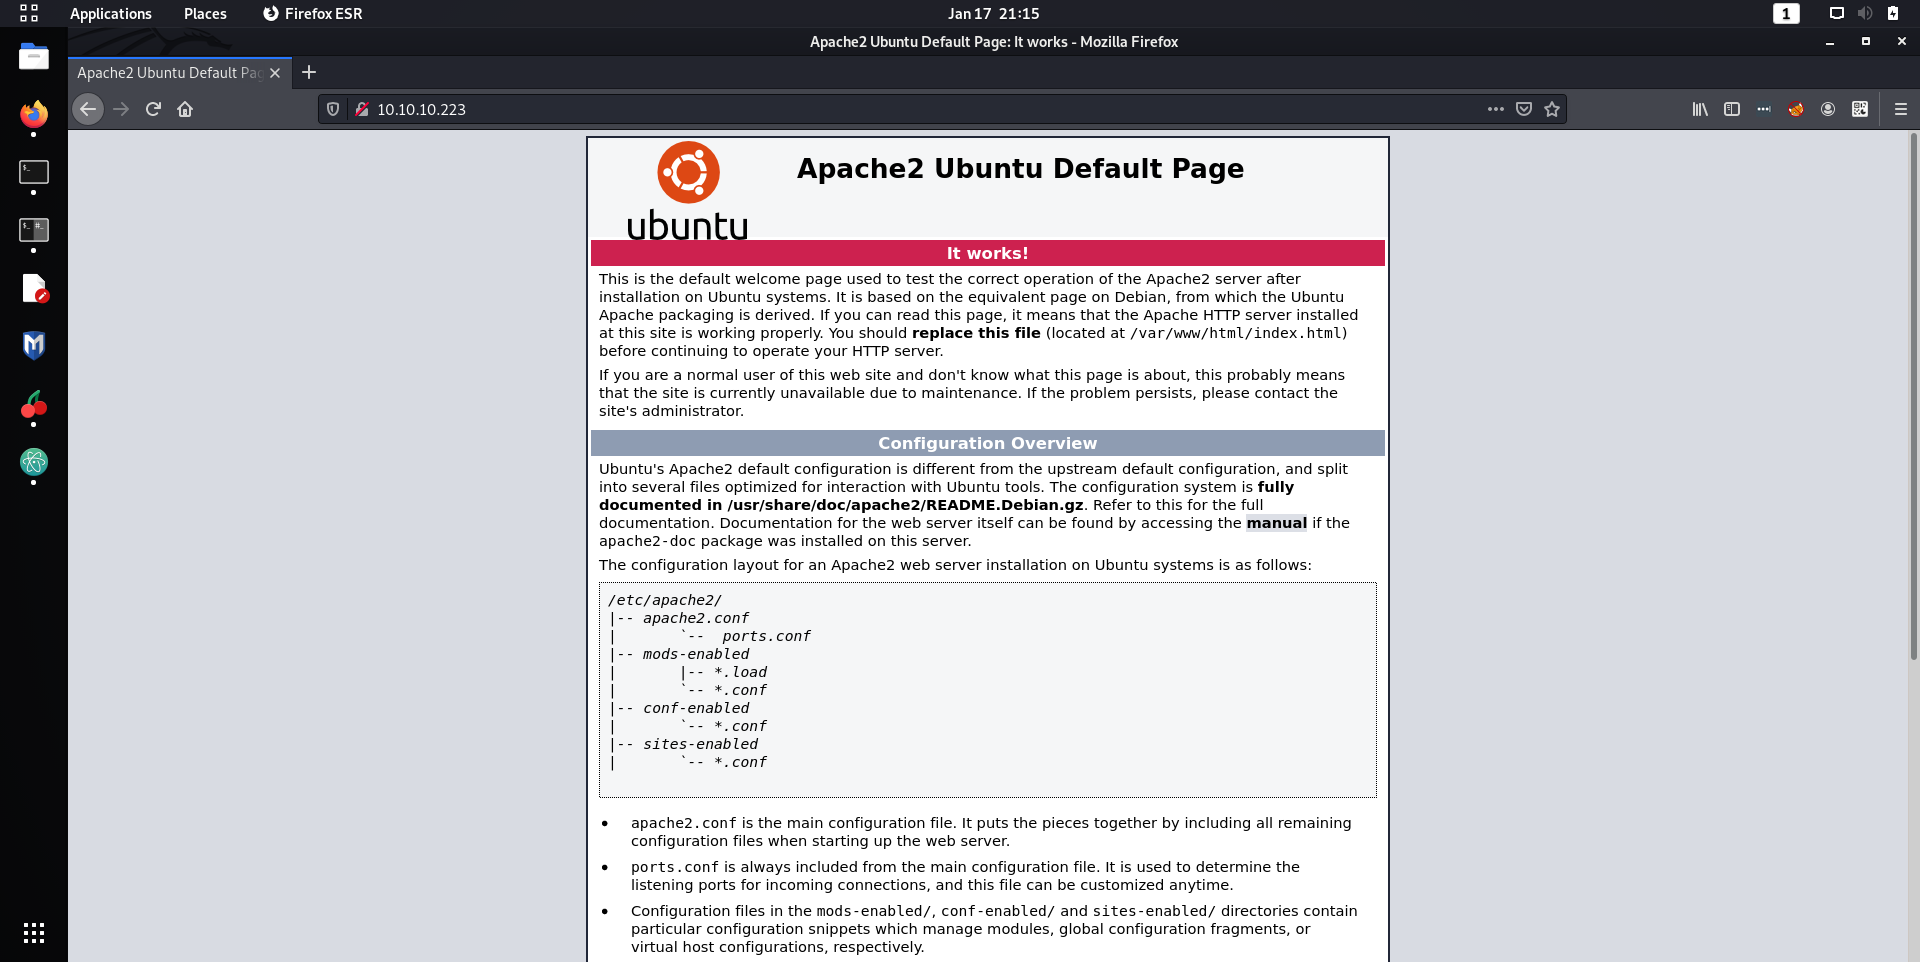 Applications Places Firefox ESR Jan 17 21:15 1
Apache2 Ubuntu Default Page: It works - Mozilla Firefox
Apache2 Ubuntu Default Pa
10.10.10.223
ubuntu
Apache2 Ubuntu Default Page
It works!
This is the default welcome page used to test the correct operation of the Apache2 server after
installation on Ubuntu systems. It is based on the equivalent page on Debian, from which the Ubuntu
Apache packaging is derived. If you can read this page, it means that the Apache HTTP server installed
at this site is working properly. You should replace this file (located at /var/www/html/index.html)
before continuing to operate your HTTP server.
If you are a normal user of this web site and don't know what this page is about, this probably means
that the site is currently unavailable due to maintenance. If the problem persists, please contact the
site's administrator.
Configuration Overview
Ubuntu's Apache2 default configuration is different from the upstream default configuration, and split
into several files optimized for interaction with Ubuntu tools. The configuration system is fully
documented in /usr/share/doc/apache2/README.Debian.gz. Refer to this for the full
documentation. Documentation for the web server itself can be found by accessing the manual if the
apache2-doc package was installed on this server.
The configuration layout for an Apache2 web server installation on Ubuntu systems is as follows:
/etc/apache2/
|-- apache2.conf
|       `--  ports.conf
|-- mods-enabled
|       |-- *.load
|       `-- *.conf
|-- conf-enabled
|       `-- *.conf
|-- sites-enabled
|       `-- *.conf
• apache2.conf is the main configuration file. It puts the pieces together by including all remaining
configuration files when starting up the web server.
• ports.conf is always included from the main configuration file. It is used to determine the
listening ports for incoming connections, and this file can be customized anytime.
• Configuration files in the mods-enabled/, conf-enabled/ and sites-enabled/ directories contain
particular configuration snippets which manage modules, global configuration fragments, or
virtual host configurations, respectively.